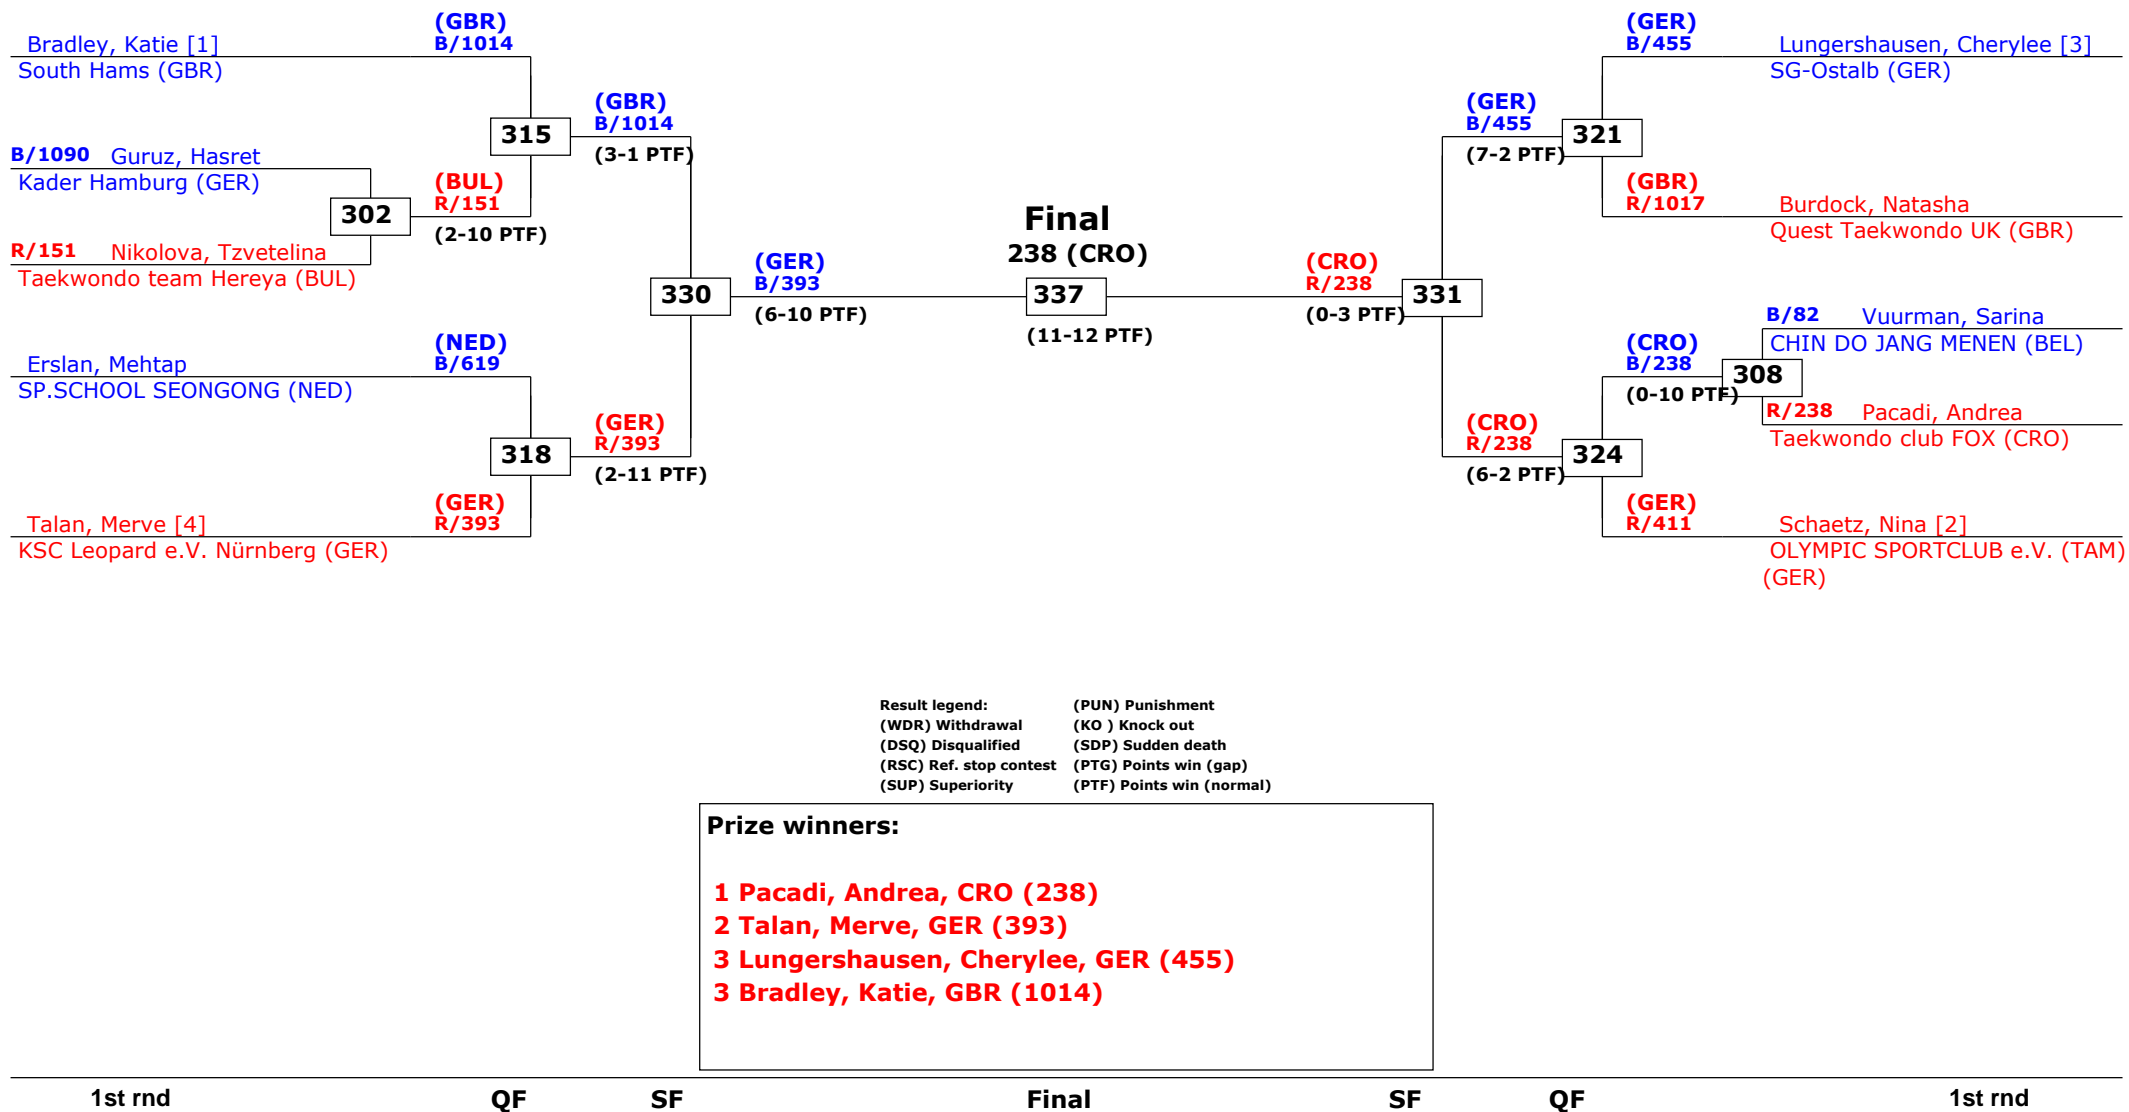 (GBR)
Bradley, Katie [1] B/1014
South Hams (GBR)
(GBR)
B/1014
315
(3-1 PTF)
B/1090 Guruz, Hasret
Kader Hamburg (GER)
(BUL)
R/151
302
(2-10 PTF)
R/151 Nikolova, Tzvetelina
Taekwondo team Hereya (BUL)
(GER)
B/393
330
(6-10 PTF)
(NED)
Erslan, Mehtap B/619
SP.SCHOOL SEONGONG (NED)
(GER)
R/393
318
(2-11 PTF)
(GER)
Talan, Merve [4] R/393
KSC Leopard e.V. Nürnberg (GER)
Final
238 (CRO)
337
(11-12 PTF)
(GER)
B/455 Lungershausen, Cherylee [3]
SG-Ostalb (GER)
(GER)
B/455
321
(7-2 PTF)
(GBR)
R/1017 Burdock, Natasha
Quest Taekwondo UK (GBR)
(CRO)
R/238
331
(0-3 PTF)
B/82 Vuurman, Sarina
CHIN DO JANG MENEN (BEL)
(CRO)
B/238
308
(0-10 PTF)
R/238 Pacadi, Andrea
Taekwondo club FOX (CRO)
(CRO)
R/238
324
(6-2 PTF)
(GER)
R/411 Schaetz, Nina [2]
OLYMPIC SPORTCLUB e.V. (TAM)
(GER)
Result legend: (PUN) Punishment
(WDR) Withdrawal (KO ) Knock out
(DSQ) Disqualified (SDP) Sudden death
(RSC) Ref. stop contest (PTG) Points win (gap)
(SUP) Superiority (PTF) Points win (normal)
Prize winners:
1 Pacadi, Andrea, CRO (238)
2 Talan, Merve, GER (393)
3 Lungershausen, Cherylee, GER (455)
3 Bradley, Katie, GBR (1014)
1st rnd QF SF Final SF QF 1st rnd